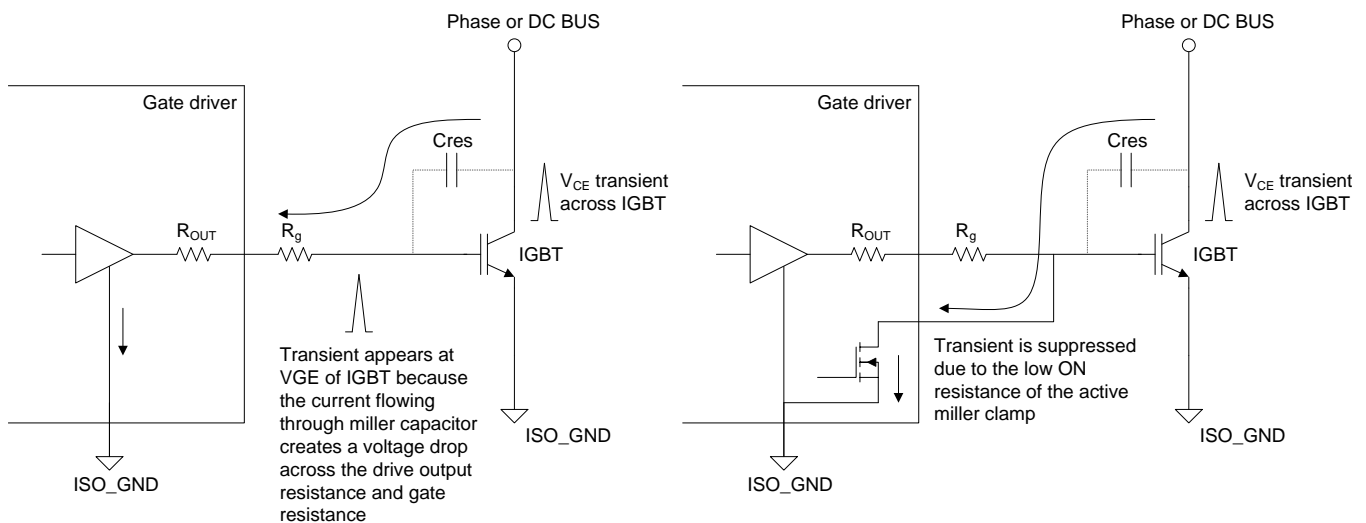 Phase or DC BUS
Gate driver
Cres
VCE transient
across IGBT
ROUT
Rg
IGBT
Transient appears at
VGE of IGBT because
the current flowing
through miller capacitor
creates a voltage drop
across the drive output
resistance and gate
resistance
ISO_GND
ISO_GND
Phase or DC BUS
Gate driver
Cres
VCE transient
across IGBT
ROUT
Rg
IGBT
Transient is suppressed
due to the low ON
resistance of the active
miller clamp
ISO_GND
ISO_GND